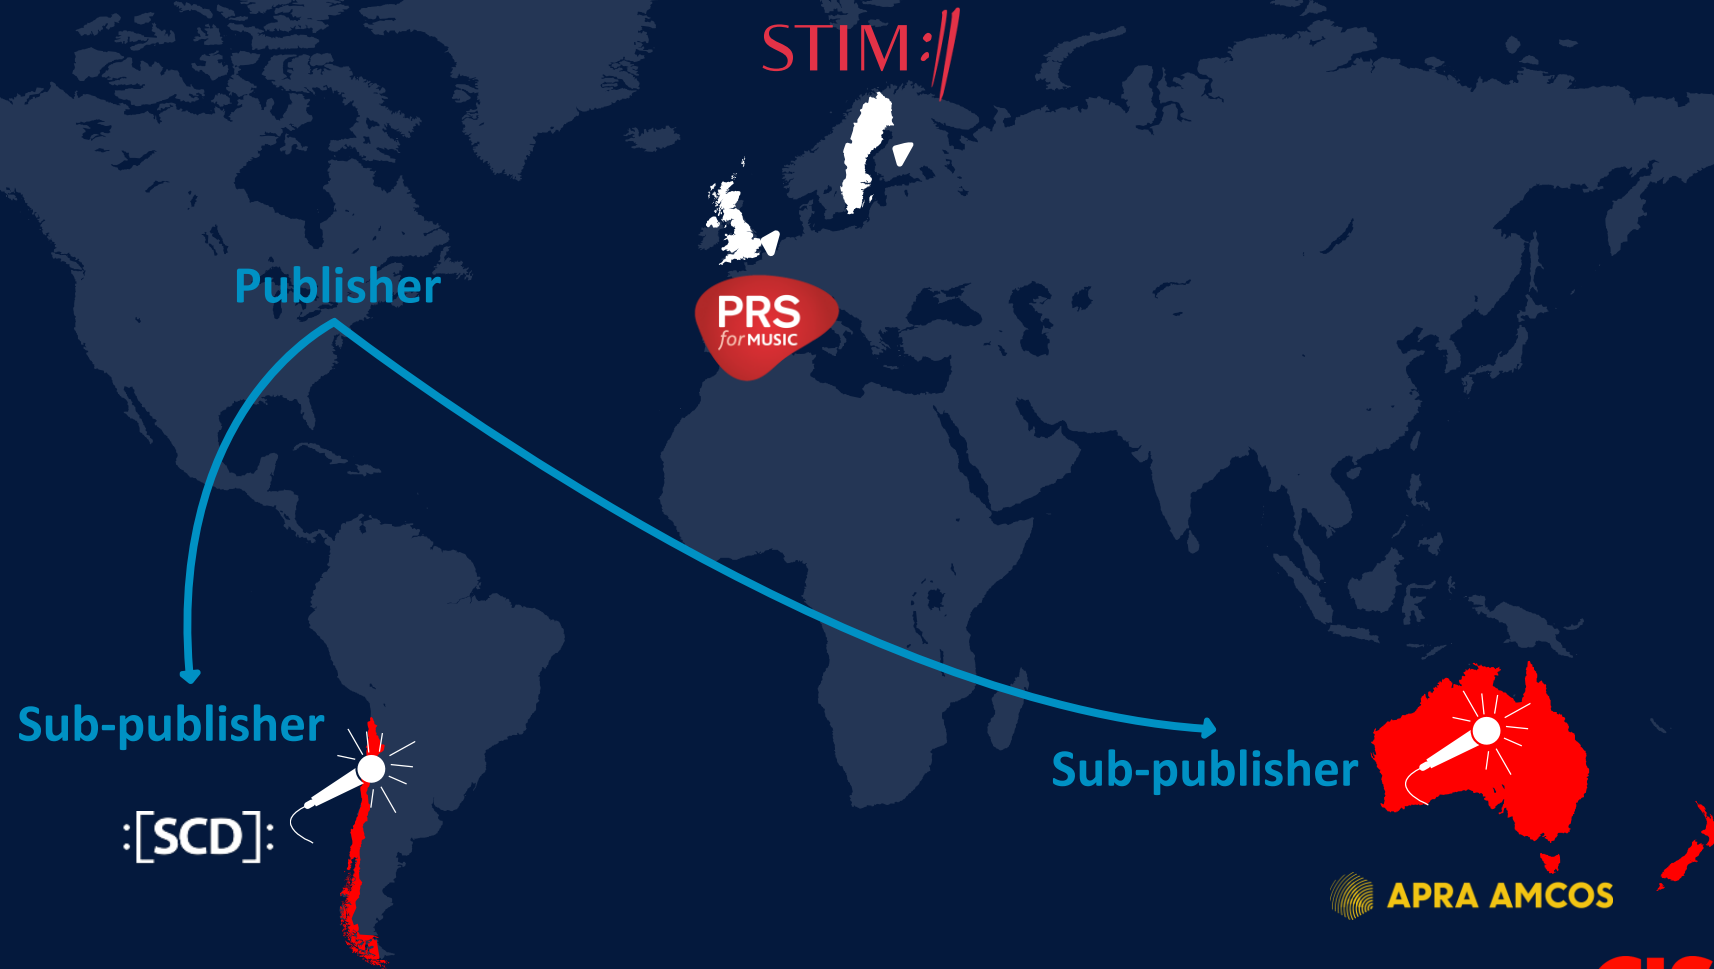 STIM
Publisher
PRS
for MUSIC
Sub-publisher
Sub-publisher
:[SCD]:
APRA AMCOS